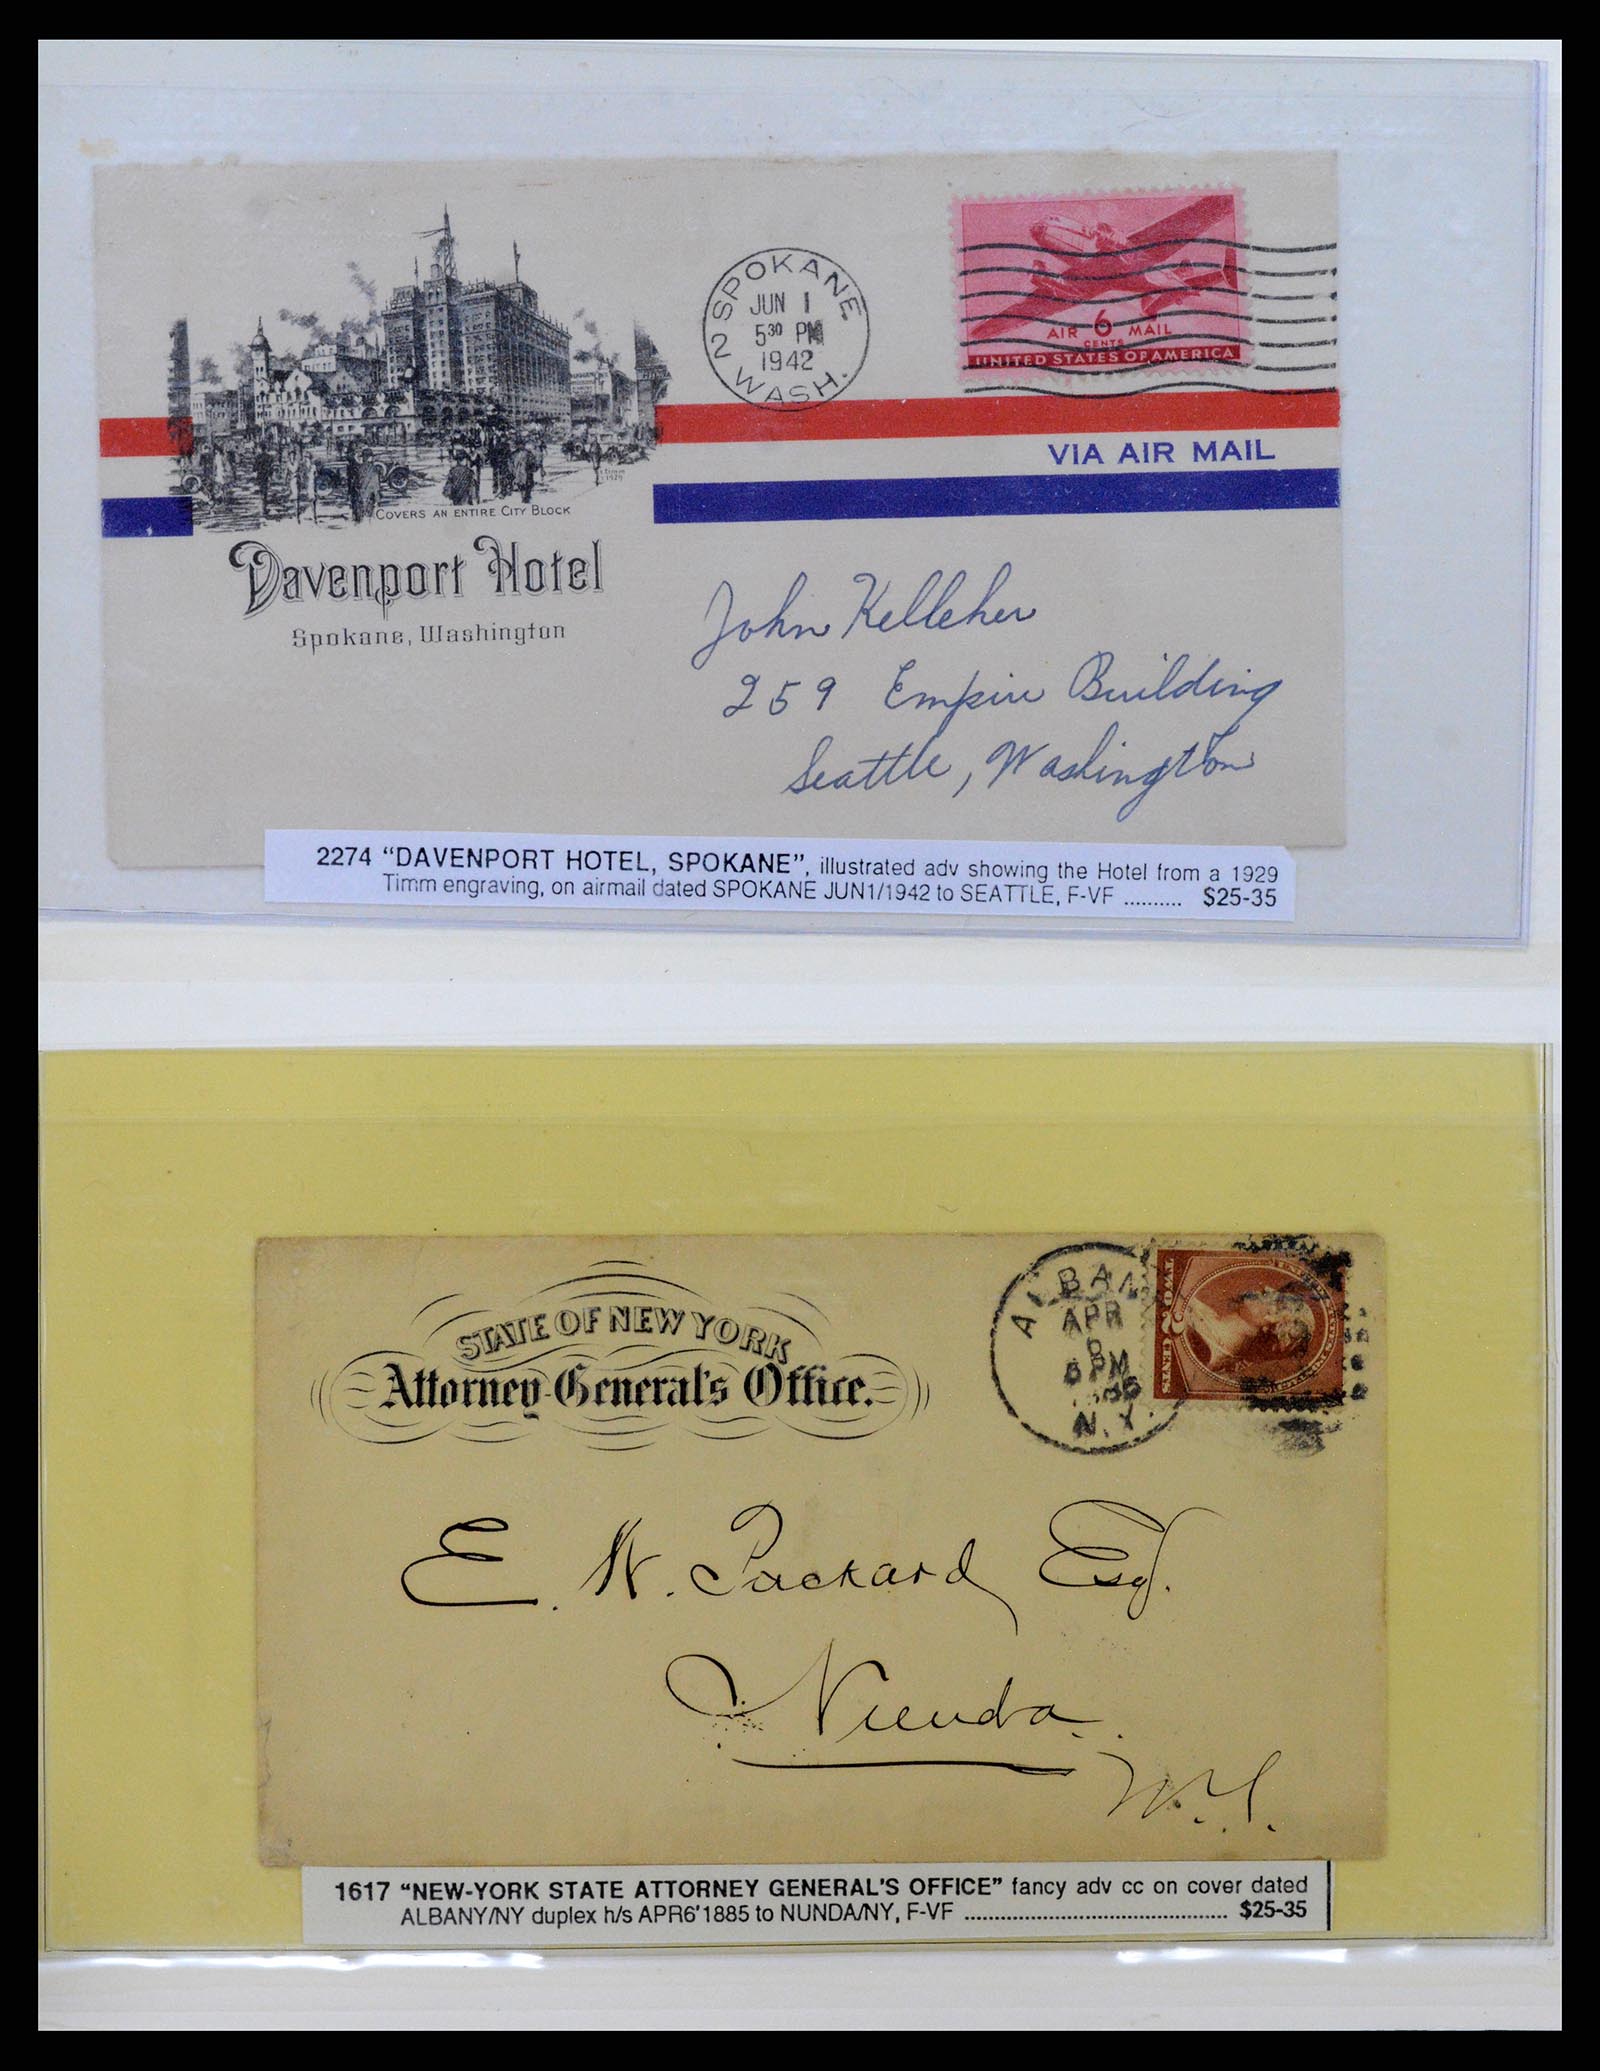 SPOKANE,
JUN 1
5 30 PM
1942
2 WASH.
AIR 6 MAIL
CENTS
UNITED STATES OF AMERICA
VIA AIR MAIL
Timm
1929
COVERS AN ENTIRE CITY BLOCK
Davenport Hotel
Spokane, Washington
John Kelleher
259 Empire Building
Seattle, Washington
2274 “DAVENPORT HOTEL, SPOKANE”, illustrated adv showing the Hotel from a 1929
Timm engraving, on airmail dated SPOKANE JUN1/1942 to SEATTLE, F-VF .......... $25-35
STATE OF NEW YORK
Attorney-General's Office.
ALBANY
APR
6 PM
N.Y.
TWO CENTS
E. W. Packard Esq.
Nunda
N.Y.
1617 “NEW-YORK STATE ATTORNEY GENERAL'S OFFICE” fancy adv cc on cover dated
ALBANY/NY duplex h/s APR6'1885 to NUNDA/NY, F-VF ............................................ $25-35